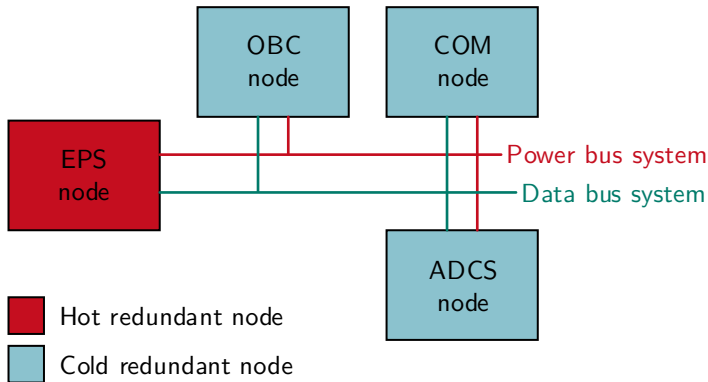 OBC
node
COM
node
EPS
node
Power bus system
Data bus system
ADCS
node
Hot redundant node
Cold redundant node